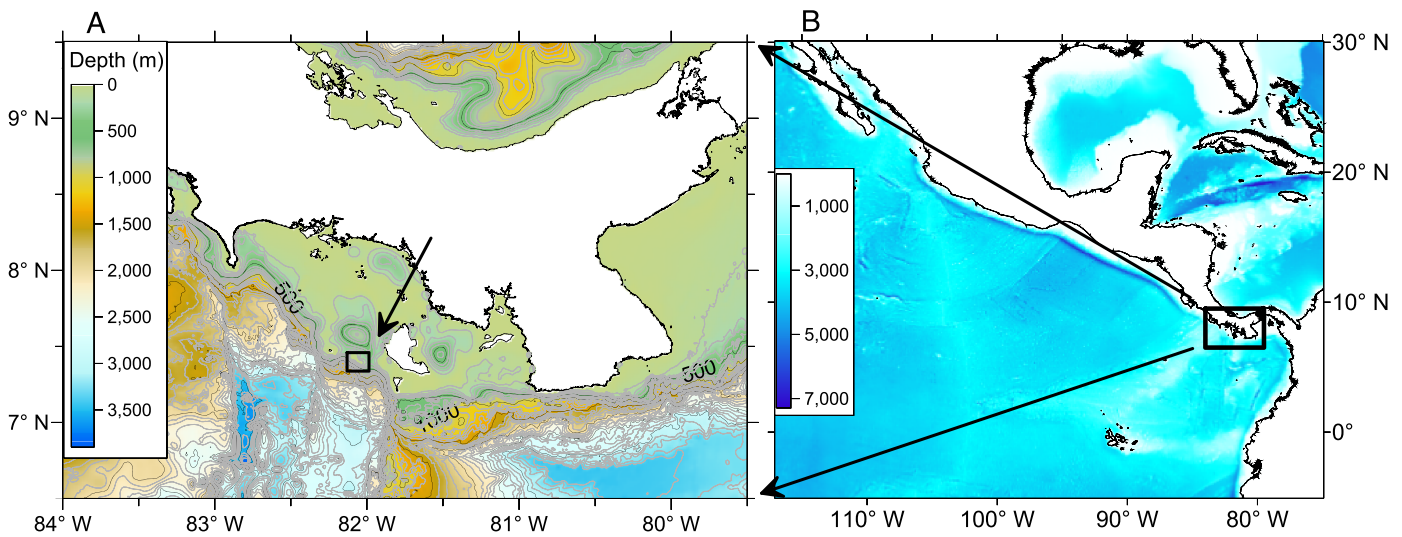 A
Depth (m)
0
500
1,000
1,500
2,000
2,500
3,000
3,500
9° N
8° N
7° N
84° W
83° W
82° W
81° W
80° W
500
500
B
1,000
3,000
5,000
7,000
30° N
20° N
10° N
0°
110° W
100° W
90° W
80° W